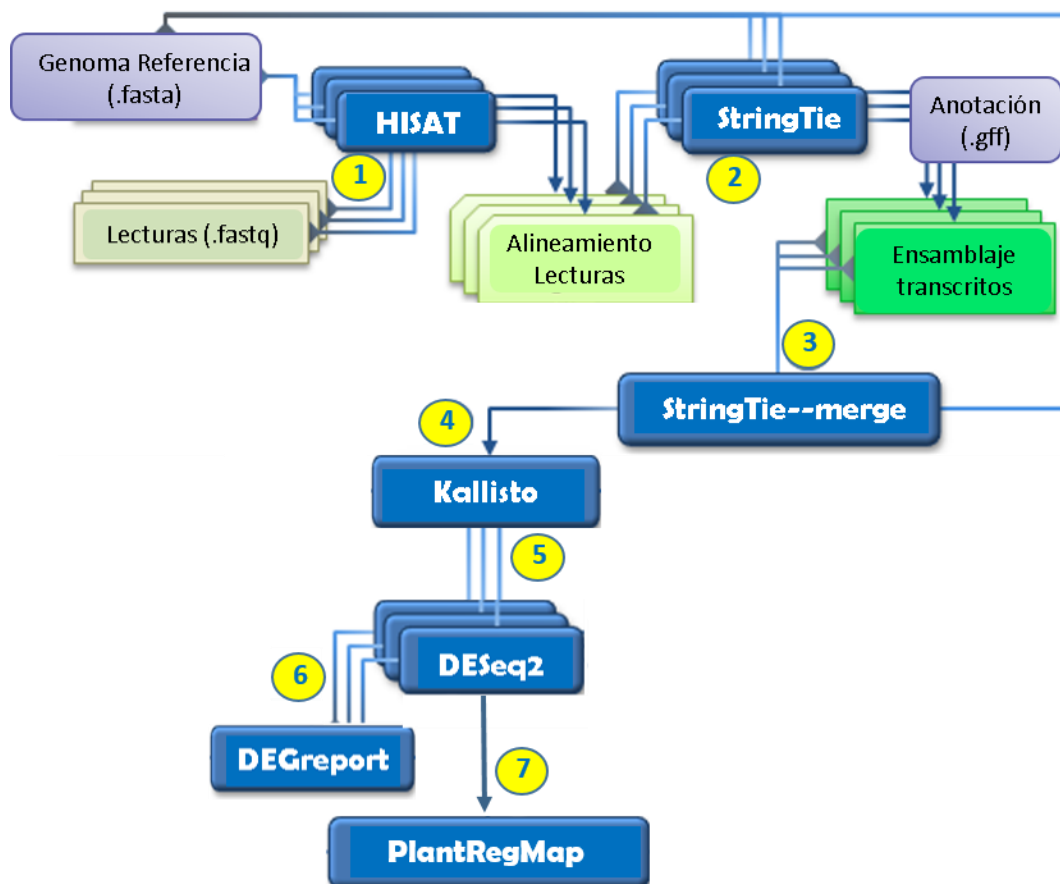 Genoma Referencia
(.fasta)
HISAT
StringTie
Anotación
(.gff)
1
2
Lecturas (.fastq)
Alineamiento
Lecturas
Ensamblaje
transcritos
3
StringTie--merge
4
Kallisto
5
DESeq2
6
DEGreport
7
PlantRegMap